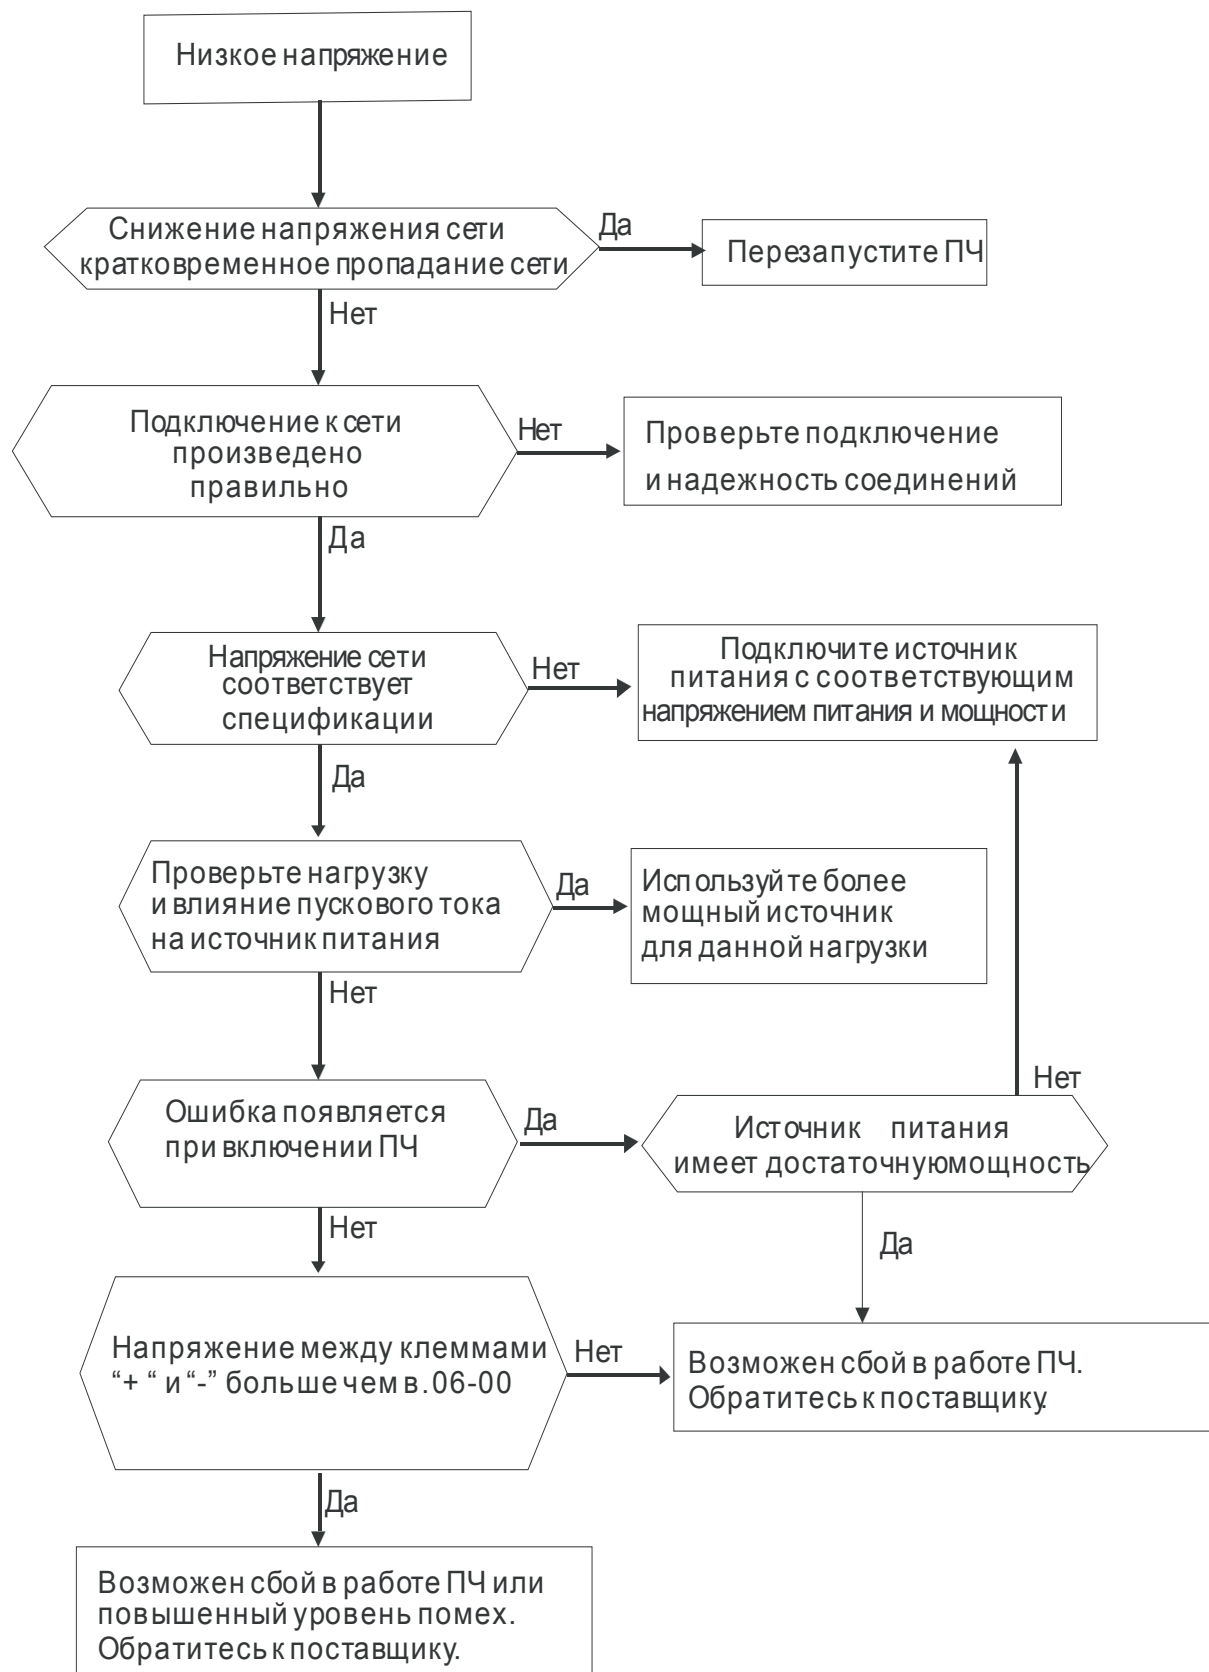 Низкое напряжение
Снижение напряжения сети
кратковременное пропадание сети
Да
Перезапустите ПЧ
Нет
Подключение к сети
произведено
правильно
Нет
Проверьте подключение
и надежность соединений
Да
Напряжение сети
соответствует
спецификации
Нет
Подключите источник
питания с соответствующим
напряжением питания и мощности
Да
Проверьте нагрузку
и влияние пускового тока
на источник питания
Да
Используйте более
мощный источник
для данной нагрузки
Нет
Ошибка появляется
при включении ПЧ
Да
Нет
Источник питания
имеет достаточнуюмощность
Нет
Да
Напряжение между клеммами
“+ “ и “-” больше чем в .06-00
Нет
Возможен сбой в работе ПЧ.
Обратитесь к поставщику.
Да
Возможен сбой в работе ПЧ или
повышенный уровень помех.
Обратитесь к поставщику.